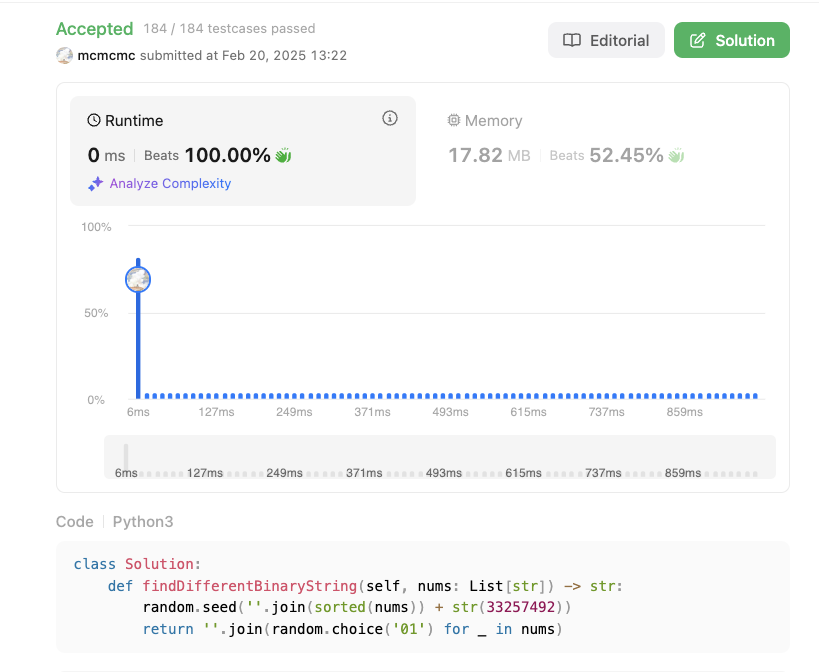 Accepted 184 / 184 testcases passed
mcmcmc submitted at Feb 20, 2025 13:22
Editorial
Solution
Runtime
0 ms Beats 100.00%
Analyze Complexity
Memory
17.82 MB Beats 52.45%
100%
50%
0%
6ms 127ms 249ms 371ms 493ms 615ms 737ms 859ms
6ms 127ms 249ms 371ms 493ms 615ms 737ms 859ms
Code Python3
class Solution:
    def findDifferentBinaryString(self, nums: List[str]) -> str:
        random.seed(''.join(sorted(nums)) + str(33257492))
        return ''.join(random.choice('01') for _ in nums)